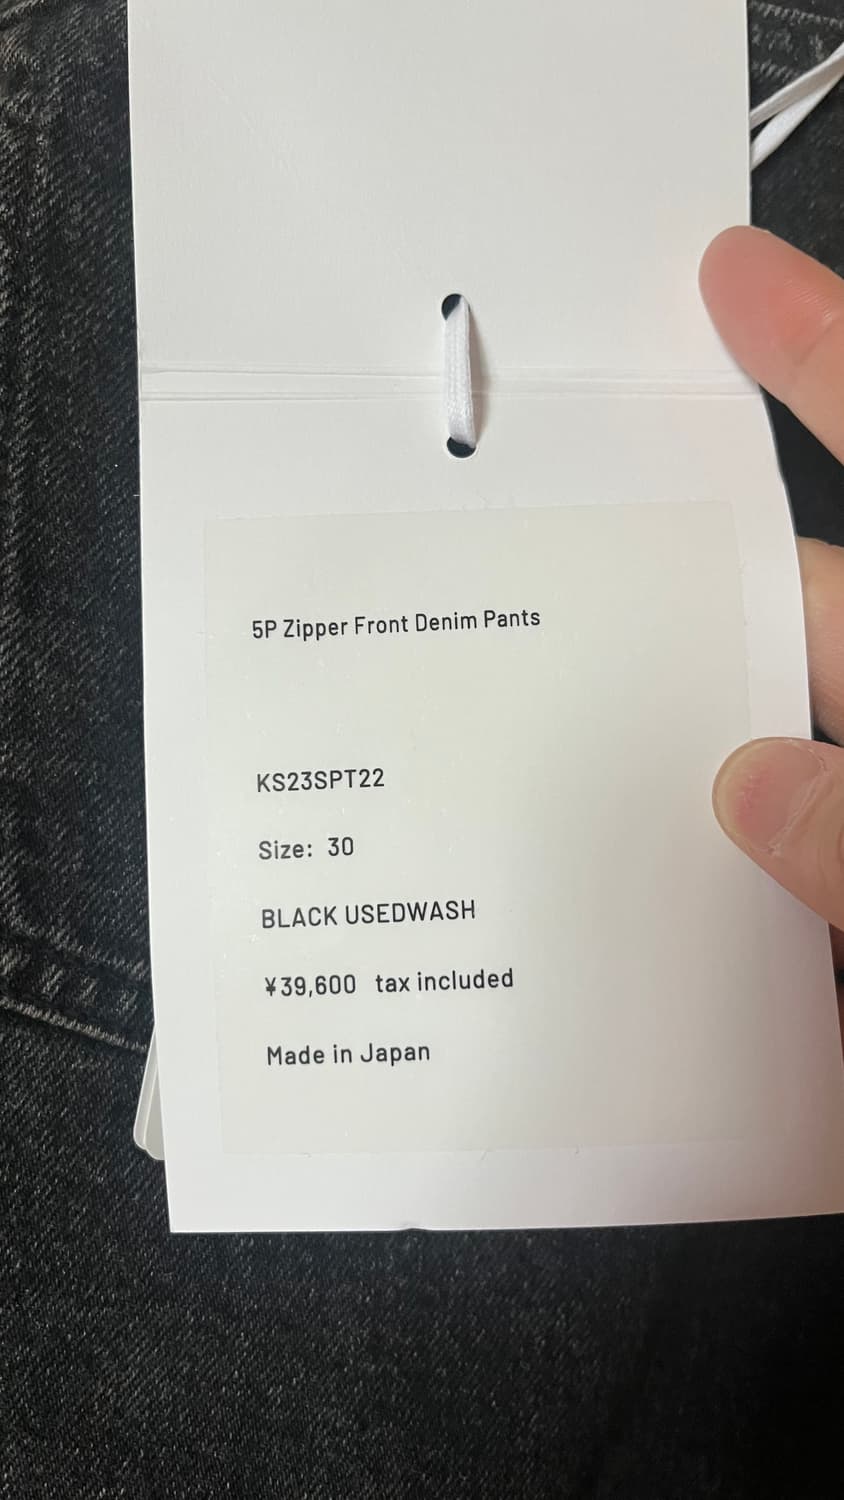 5P Zipper Front Denim Pants
KS23SPT22
Size: 30
BLACK USEDWASH
¥39,600 tax included
Made in Japan